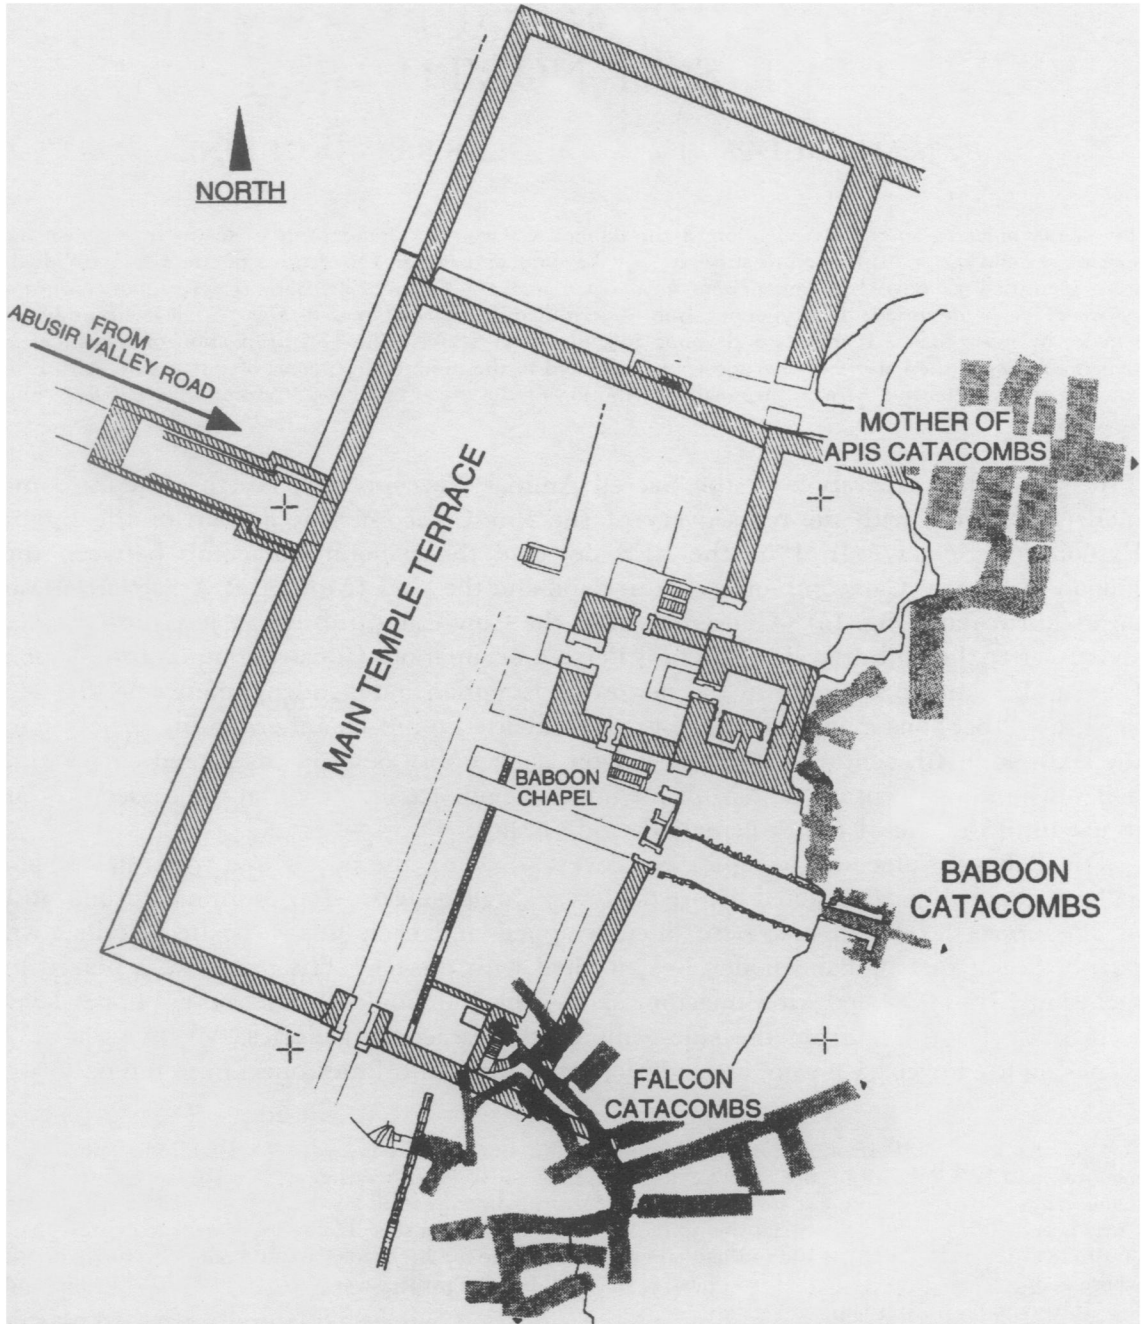 NORTH
FROM
ABUSIR VALLEY ROAD
MAIN TEMPLE TERRACE
MOTHER OF
APIS CATACOMBS
BABOON
CHAPEL
BABOON
CATACOMBS
FALCON
CATACOMBS